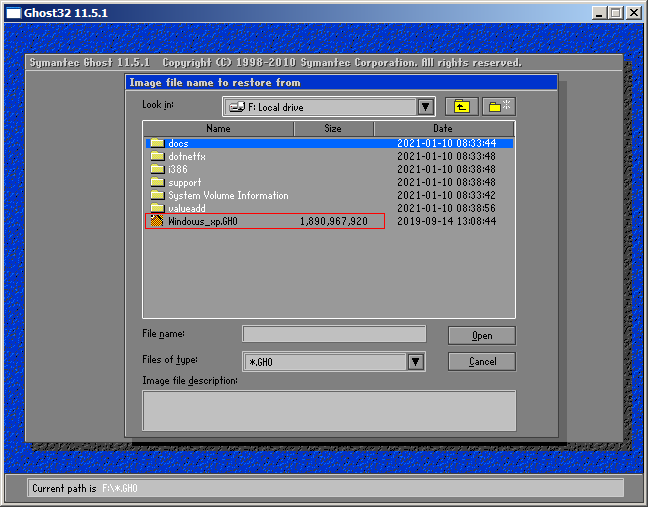 Ghost32 11.5.1
Symantec Ghost 11.5.1 Copyright (C) 1998-2010 Symantec Corporation. All rights reserved.
Image file name to restore from
Look in: F: Local drive
Name Size Date
docs 2021-01-10 08:33:44
dotnetfx 2021-01-10 08:33:48
i386 2021-01-10 08:38:48
support 2021-01-10 08:38:48
System Volume Information 2021-01-10 08:33:42
valueadd 2021-01-10 08:38:56
Windows_xp.GHO 1,890,967,920 2019-09-14 13:08:44
File name: Open
Files of type: *.GHO Cancel
Image file description:
Current path is F:\*.GHO